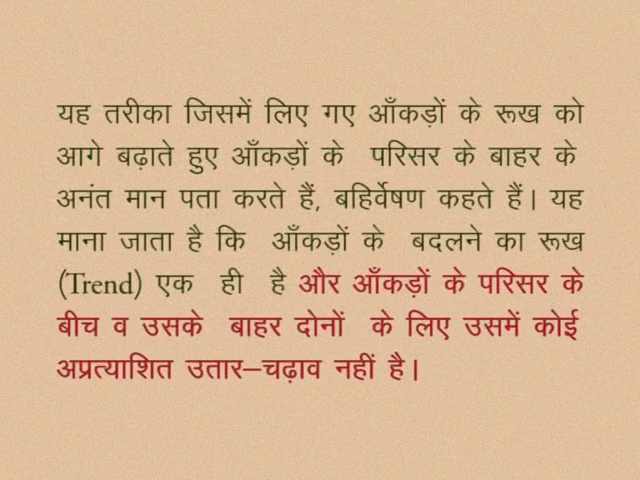 यह तरीका जिसमें लिए गए आँकड़ों के रूख को
आगे बढ़ाते हुए आँकड़ों के परिसर के बाहर के
अनंत मान पता करते हैं, बहिर्वेषण कहते हैं। यह
माना जाता है कि आँकड़ों के बदलने का रूख
(Trend) एक ही है और आँकड़ों के परिसर के
बीच व उसके बाहर दोनों के लिए उसमें कोई
अप्रत्याशित उतार–चढ़ाव नहीं है।